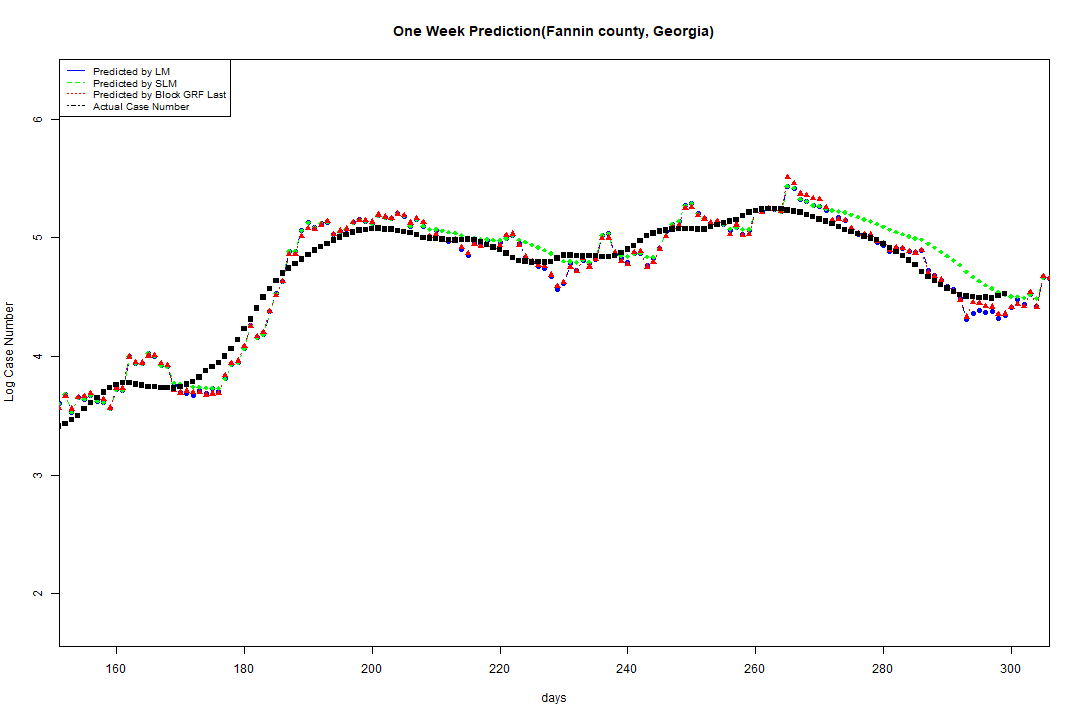 One Week Prediction(Fannin county, Georgia)
Predicted by LM
Predicted by SLM
Predicted by Block GRF Last
Actual Case Number
Log Case Number
6
5
4
3
2
160 180 200 220 240 260 280 300
days